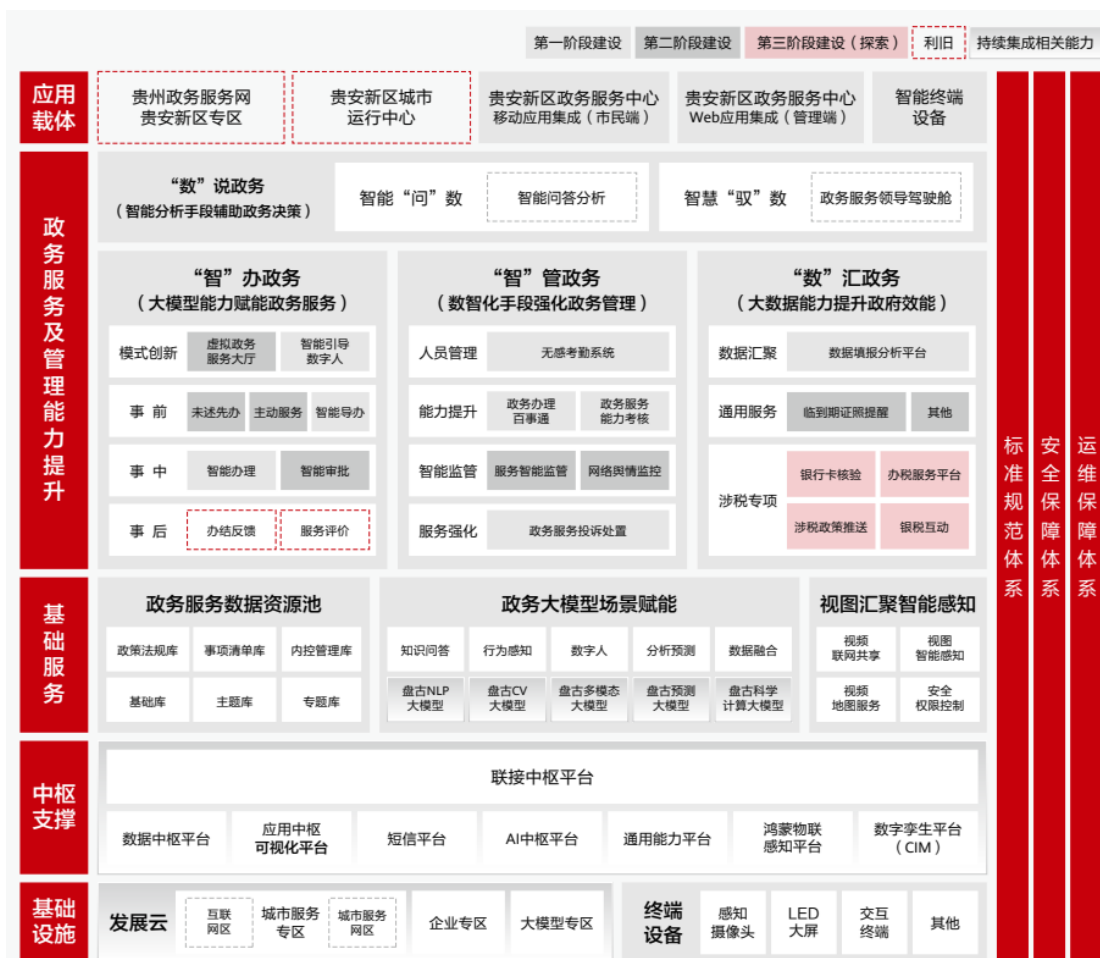 第一阶段建设
第二阶段建设
第三阶段建设（探索）
利旧
持续集成相关能力
应用
载体
贵州政务服务网
贵安新区专区
贵安新区城市
运行中心
贵安新区政务服务中心
移动应用集成（市民端）
贵安新区政务服务中心
Web应用集成（管理端）
智能终端
设备
政务服务及管理能力提升
“数”说政务
（智能分析手段辅助政务决策）
智能“问”数
智能问答分析
智慧“驭”数
政务服务领导驾驶舱
“智”办政务
（大模型能力赋能政务服务）
模式创新
虚拟政务
服务大厅
智能引导
数字人
事 前
未述先办
主动服务
智能导办
事 中
智能办理
智能审批
事 后
办结反馈
服务评价
“智”管政务
（数智化手段强化政务管理）
人员管理
无感考勤系统
能力提升
政务办理
百事通
政务服务
能力考核
智能监管
服务智能监管
网络舆情监控
服务强化
政务服务投诉处置
“数”汇政务
（大数据能力提升政府效能）
数据汇聚
数据填报分析平台
通用服务
临到期证照提醒
其他
涉税专项
银行卡核验
办税服务平台
涉税政策推送
银税互动
基础服务
政务服务数据资源池
政策法规库
事项清单库
内控管理库
基础库
主题库
专题库
政务大模型场景赋能
知识问答
行为感知
数字人
分析预测
数据融合
盘古NLP
大模型
盘古CV
大模型
盘古多模态
大模型
盘古预测
大模型
盘古科学
计算大模型
视图汇聚智能感知
视频
联网共享
视图
智能感知
视频
地图服务
安全
权限控制
中枢
支撑
联接中枢平台
数据中枢平台
应用中枢
可视化平台
短信平台
AI中枢平台
通用能力平台
鸿蒙物联
感知平台
数字孪生平台
（CIM）
基础
设施
发展云
互联
网区
城市服务
专区
城市服务
网区
企业专区
大模型专区
终端
设备
感知
摄像头
LED
大屏
交互
终端
其他
标准规范体系
安全保障体系
运维保障体系